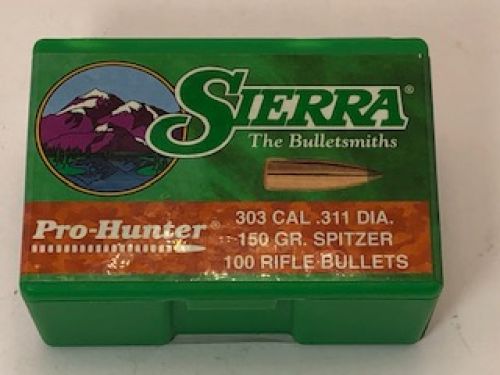 SIERRA®
The Bulletsmiths
Pro-Hunter®
303 CAL .311 DIA.
150 GR. SPITZER
100 RIFLE BULLETS